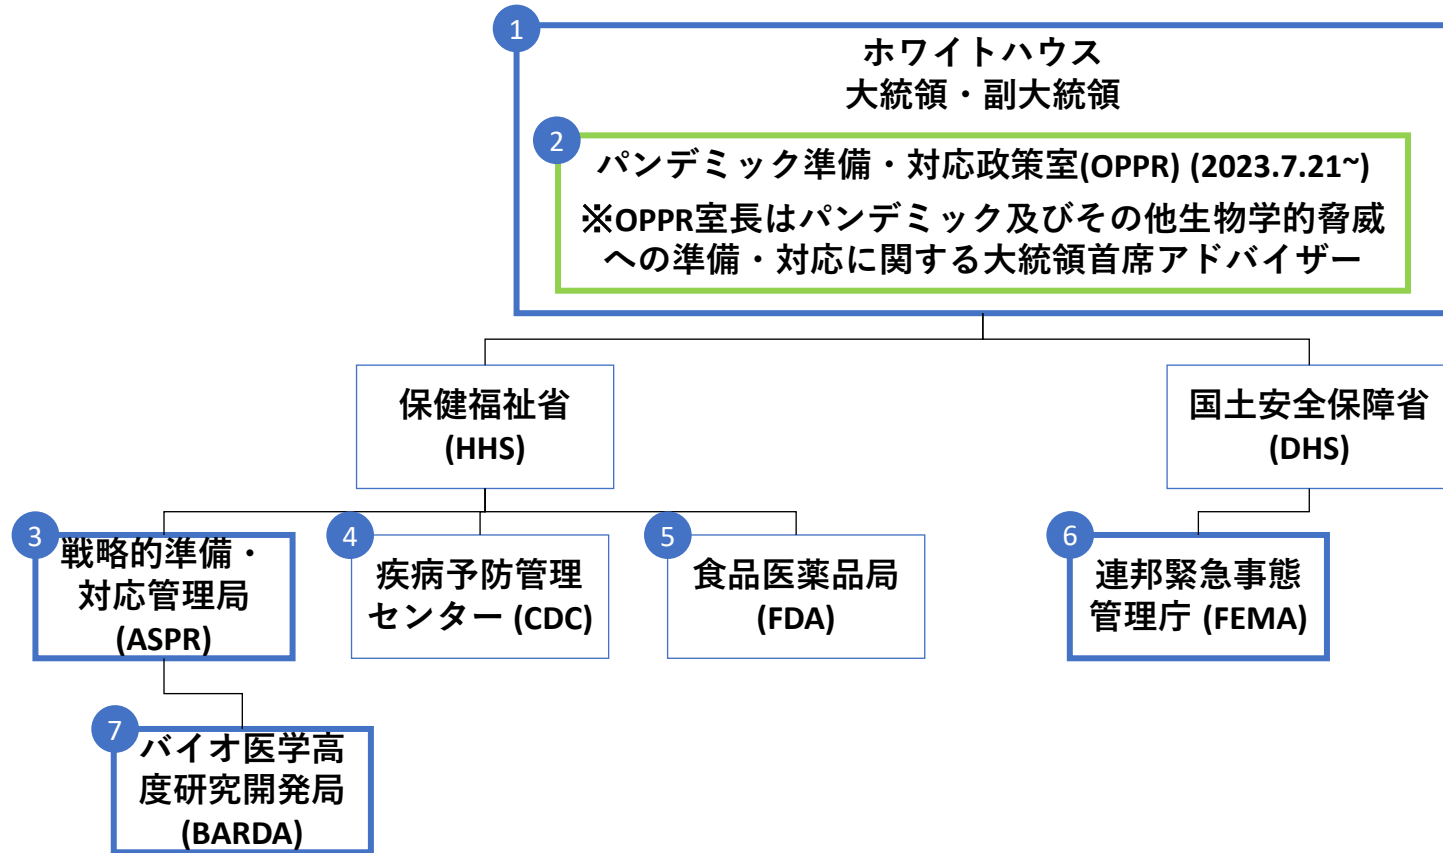 1
ホワイトハウス
大統領・副大統領
2
パンデミック準備・対応政策室(OPPR) (2023.7.21~)
※OPPR室長はパンデミック及びその他生物学的脅威
への準備・対応に関する大統領首席アドバイザー
保健福祉省
(HHS)
国土安全保障省
(DHS)
3
戦略的準備・
対応管理局
(ASPR)
4
疾病予防管理
センター (CDC)
5
食品医薬品局
(FDA)
6
連邦緊急事態
管理庁 (FEMA)
7
バイオ医学高
度研究開発局
(BARDA)